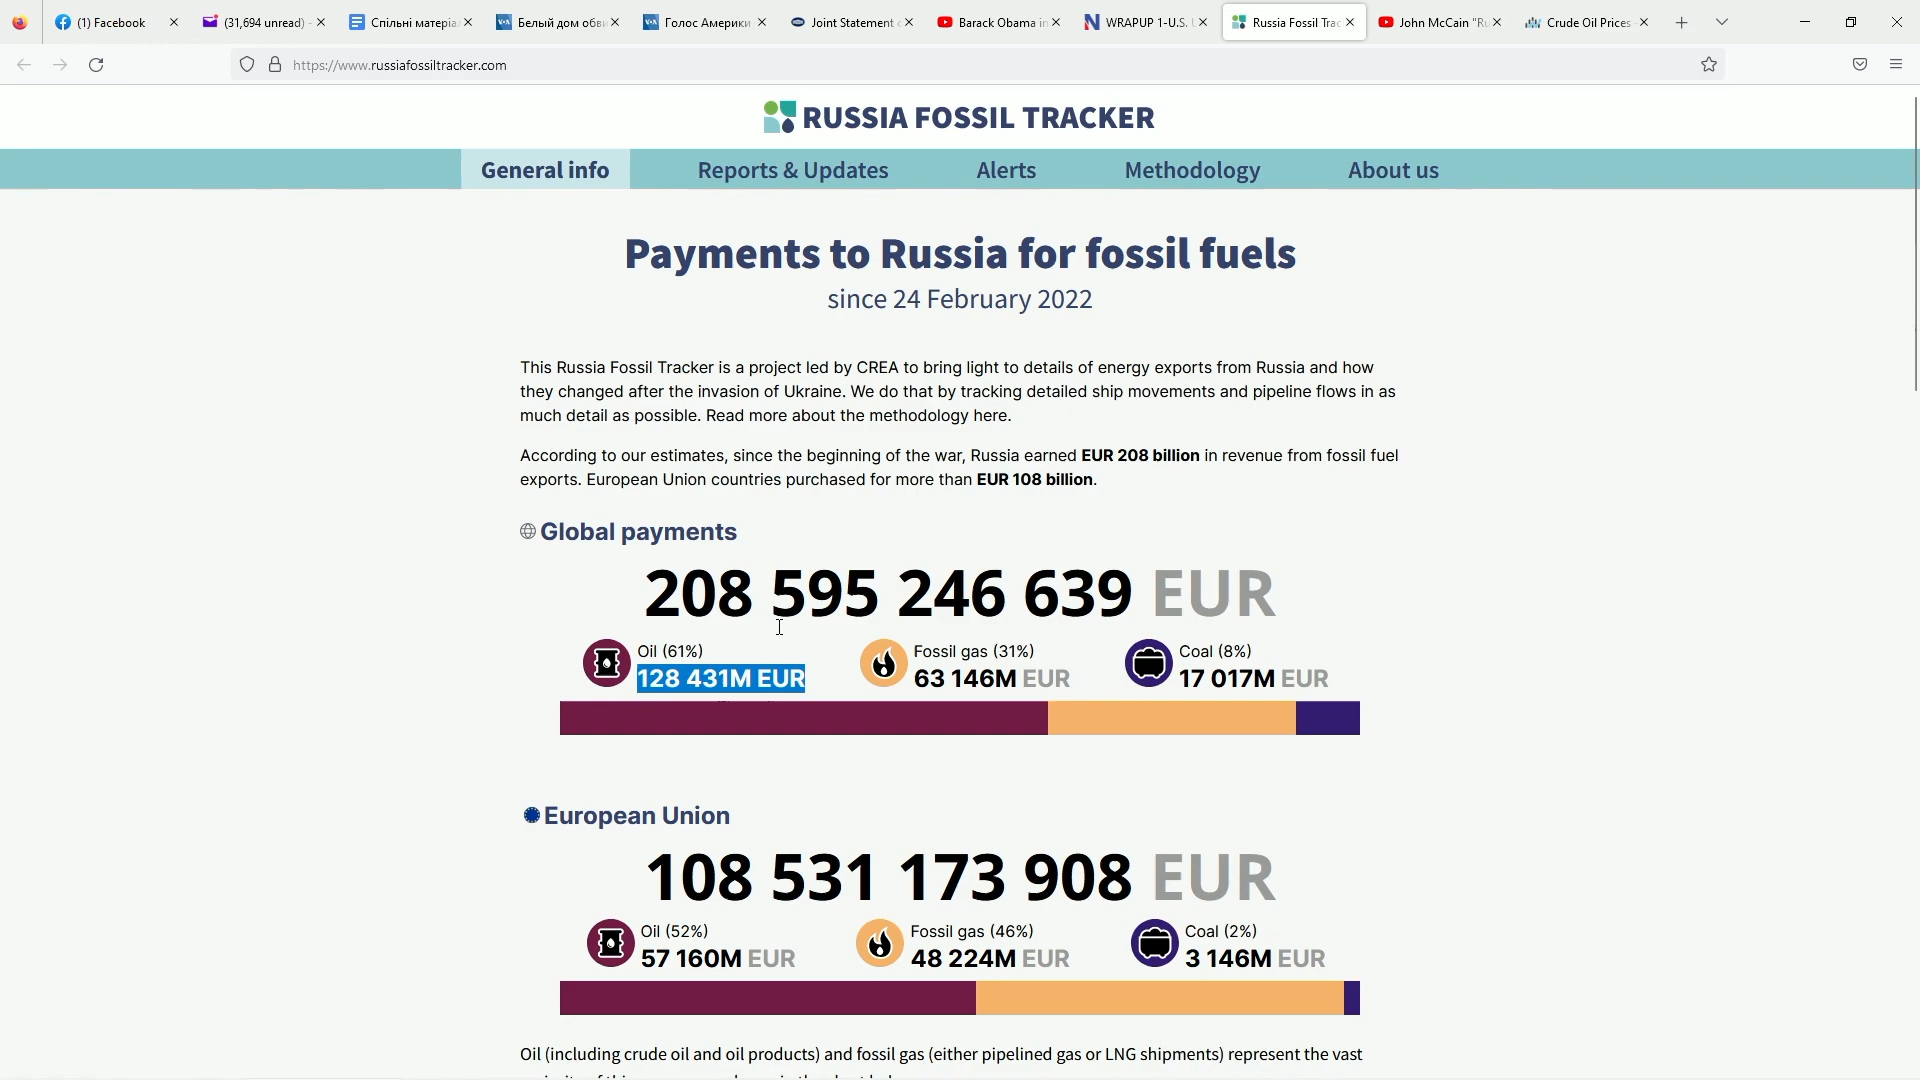 (1) Facebook
(31,694 unread) -
Спільні матеріа
Белый дом обви
Голос Америки
Joint Statement o
Barack Obama in
WRAPUP 1-U.S.
Russia Fossil Trac
John McCain "Ru
Crude Oil Prices -
https://www.russiafossiltracker.com
RUSSIA FOSSIL TRACKER
General info
Reports & Updates
Alerts
Methodology
About us
Payments to Russia for fossil fuels
since 24 February 2022
This Russia Fossil Tracker is a project led by CREA to bring light to details of energy exports from Russia and how
they changed after the invasion of Ukraine. We do that by tracking detailed ship movements and pipeline flows in as
much detail as possible. Read more about the methodology here.
According to our estimates, since the beginning of the war, Russia earned EUR 208 billion in revenue from fossil fuel
exports. European Union countries purchased for more than EUR 108 billion.
Global payments
208 595 246 639 EUR
Oil (61%)
128 431M EUR
Fossil gas (31%)
63 146M EUR
Coal (8%)
17 017M EUR
European Union
108 531 173 908 EUR
Oil (52%)
57 160M EUR
Fossil gas (46%)
48 224M EUR
Coal (2%)
3 146M EUR
Oil (including crude oil and oil products) and fossil gas (either pipelined gas or LNG shipments) represent the vast